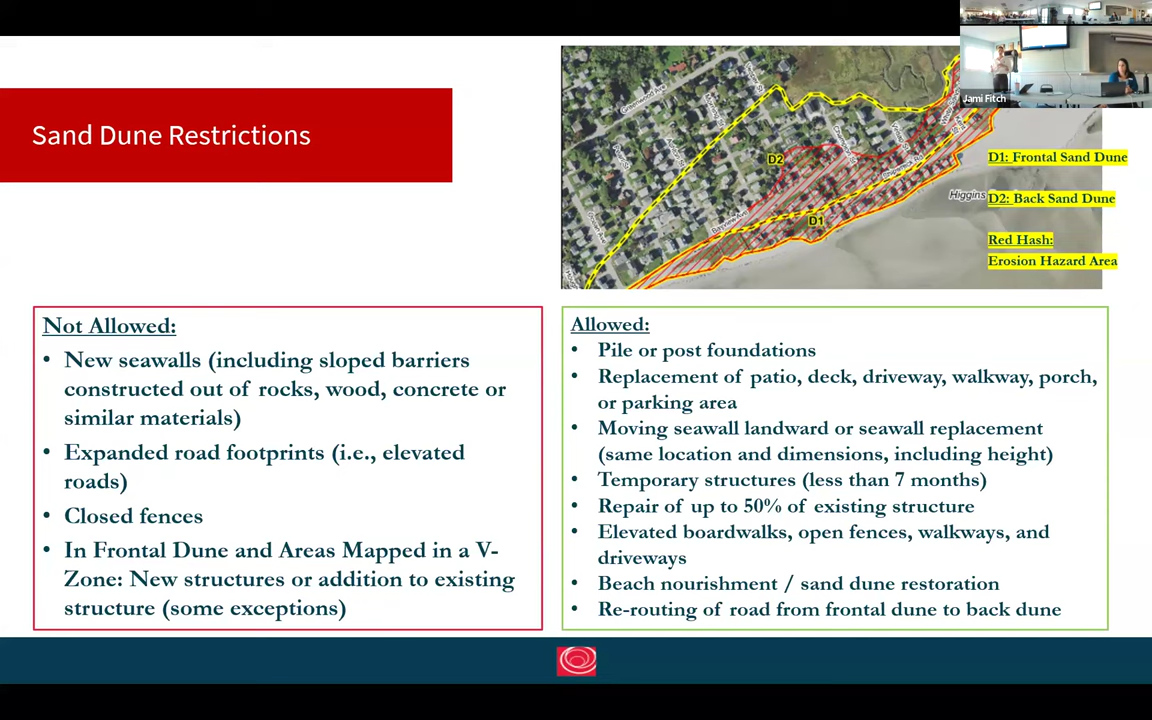 Sand Dune Restrictions
Greenwood Ave
Bayview Ave
D2
D1
Higgins
Jami Fitch
D1: Frontal Sand Dune
D2: Back Sand Dune
Red Hash:
Erosion Hazard Area
Not Allowed:
• New seawalls (including sloped barriers
constructed out of rocks, wood, concrete or
similar materials)
• Expanded road footprints (i.e., elevated
roads)
• Closed fences
• In Frontal Dune and Areas Mapped in a V-
Zone: New structures or addition to existing
structure (some exceptions)
Allowed:
• Pile or post foundations
• Replacement of patio, deck, driveway, walkway, porch,
or parking area
• Moving seawall landward or seawall replacement
(same location and dimensions, including height)
• Temporary structures (less than 7 months)
• Repair of up to 50% of existing structure
• Elevated boardwalks, open fences, walkways, and
driveways
• Beach nourishment / sand dune restoration
• Re-routing of road from frontal dune to back dune